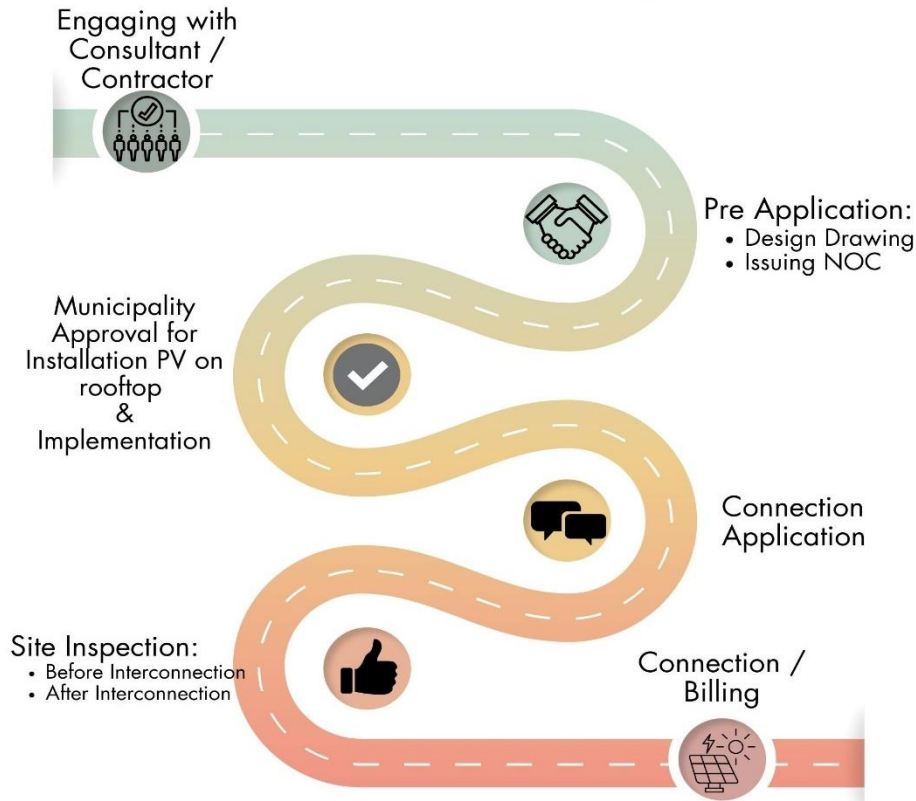 Engaging with
Consultant /
Contractor
Pre Application:
• Design Drawing
• Issuing NOC
Municipality
Approval for
Installation PV on
rooftop
&
Implementation
Connection
Application
Site Inspection:
• Before Interconnection
• After Interconnection
Connection /
Billing